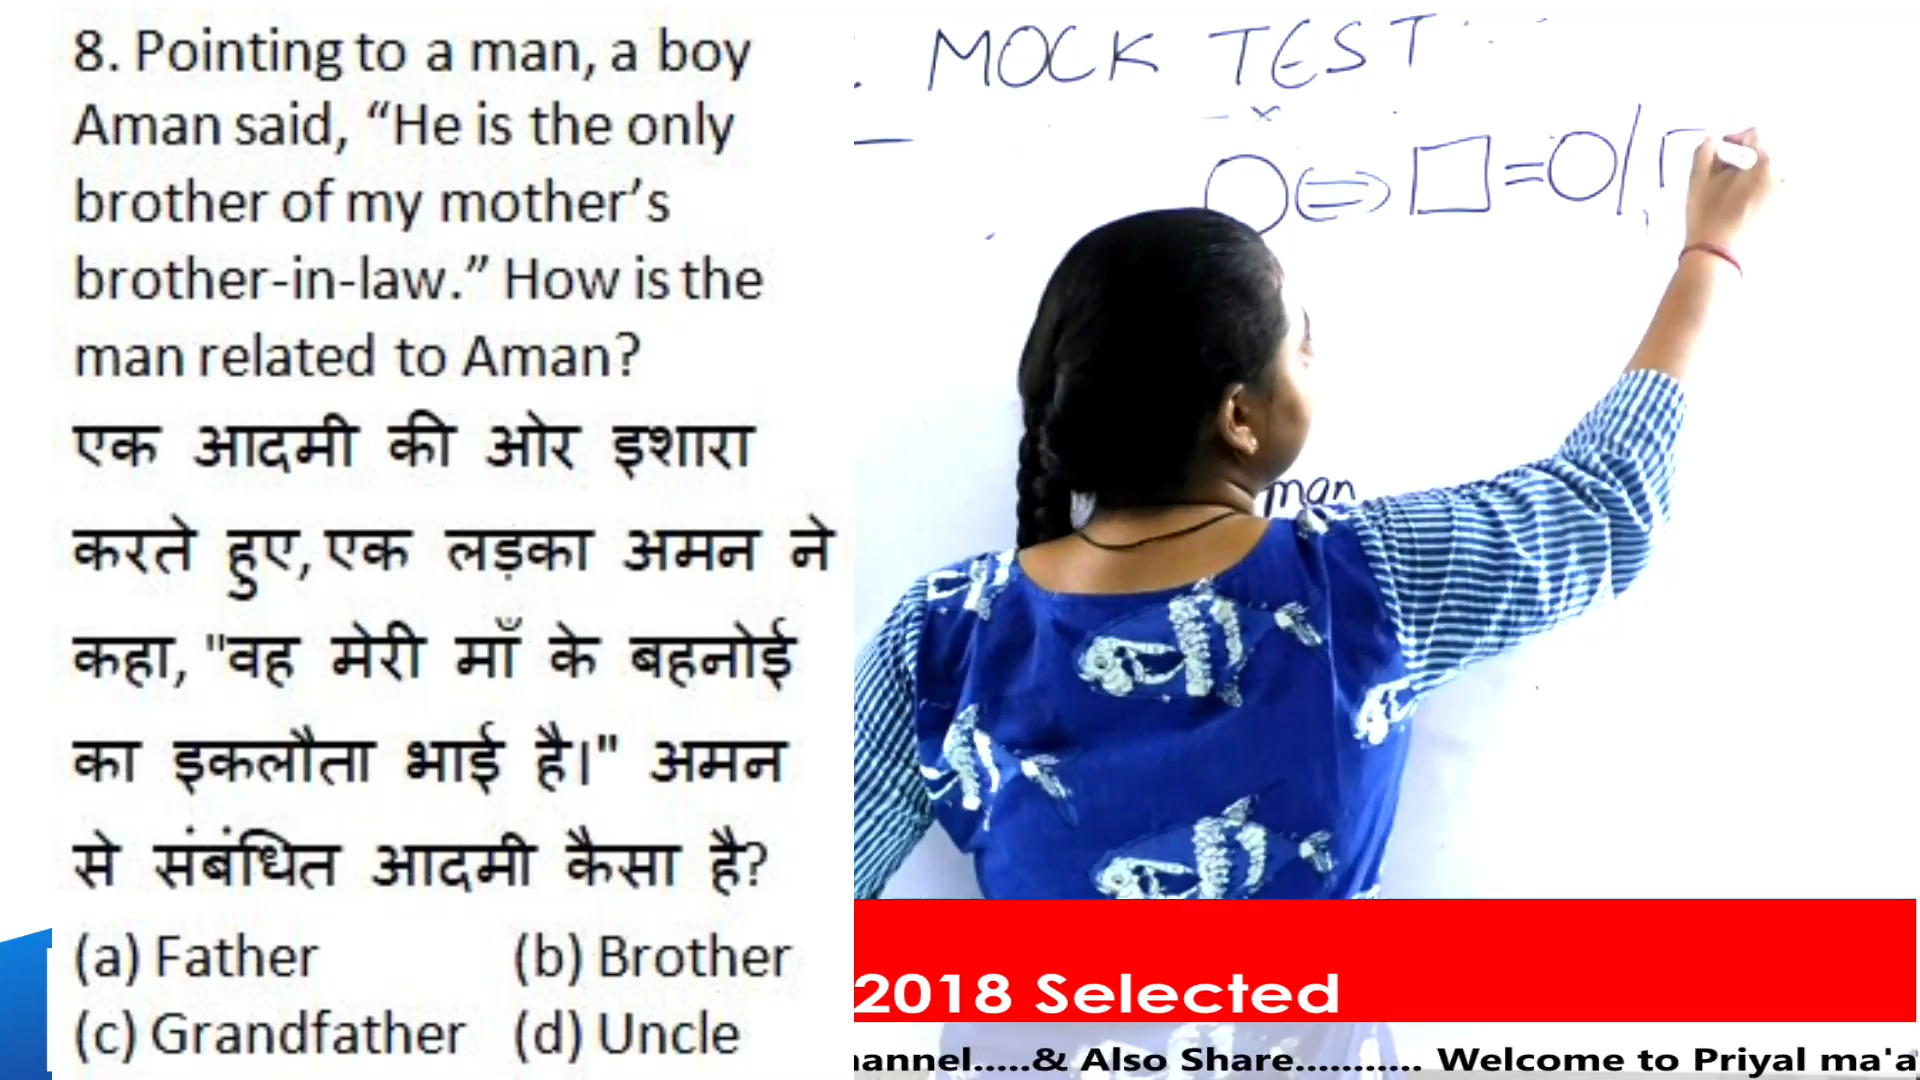 8. Pointing to a man, a boy
Aman said, “He is the only
brother of my mother’s
brother-in-law.” How is the
man related to Aman?
एक आदमी की ओर इशारा
करते हुए, एक लड़का अमन ने
कहा, "वह मेरी माँ के बहनोई
का इकलौता भाई है।" अमन
से संबंधित आदमी कैसा है?
(a) Father (b) Brother
(c) Grandfather (d) Uncle
MOCK TEST
man
2018 Selected
annel.....& Also Share........... Welcome to Priyal ma'a